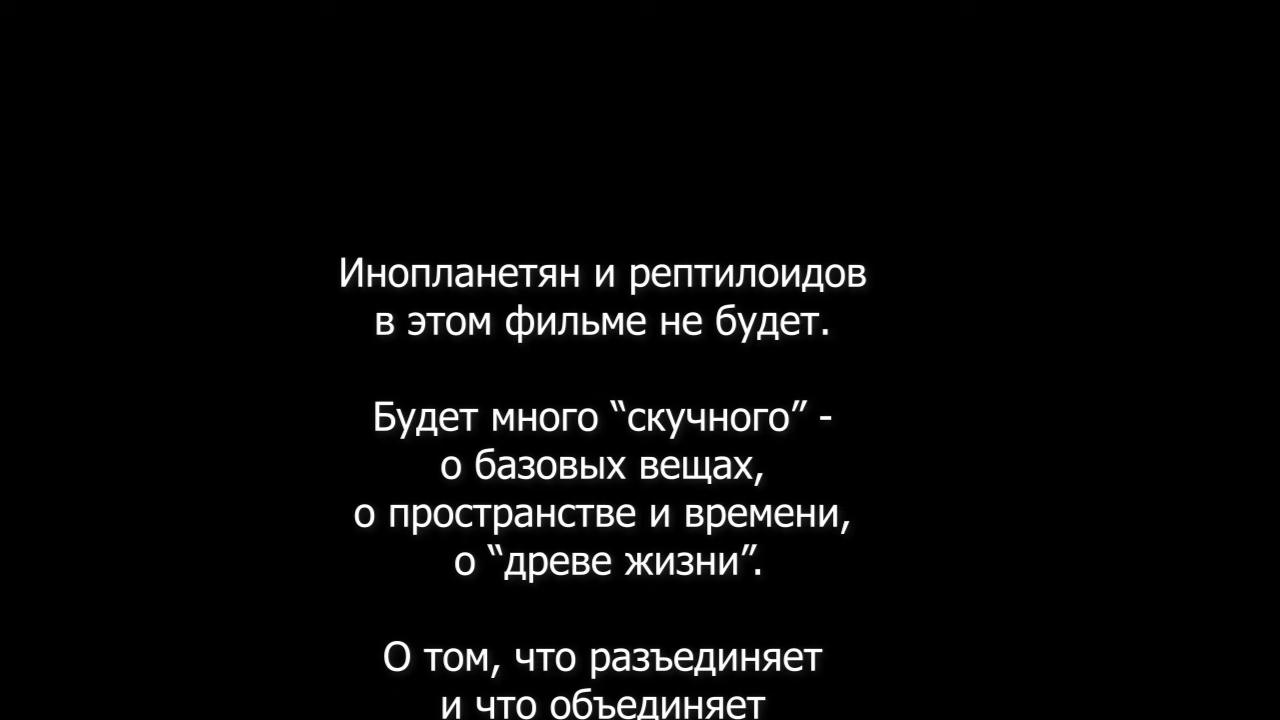 Инопланетян и рептилоидов
в этом фильме не будет.
Будет много “скучного” -
о базовых вещах,
о пространстве и времени,
о “древе жизни”.
О том, что разъединяет
и что объединяет